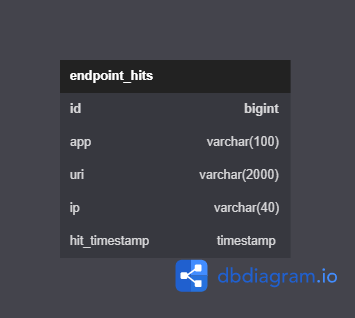 endpoint_hits
id bigint
app varchar(100)
uri varchar(2000)
ip varchar(40)
hit_timestamp timestamp
dbdiagram.io